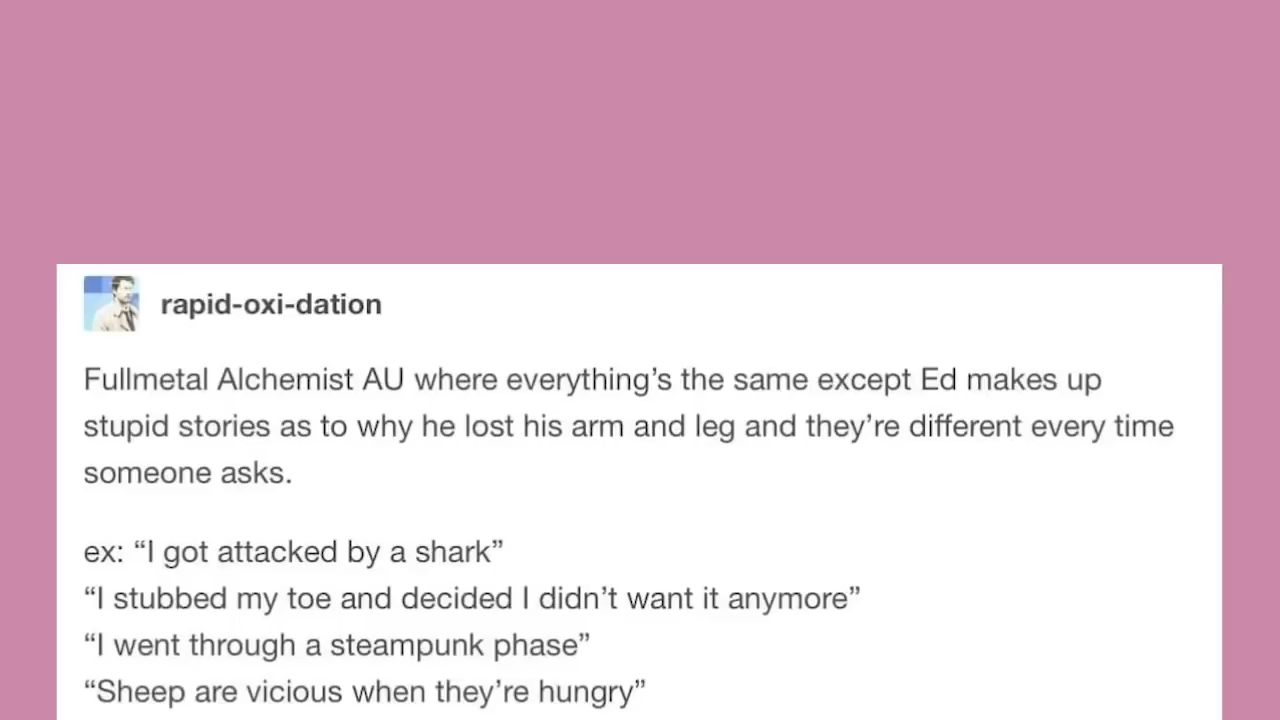 rapid-oxi-dation
Fullmetal Alchemist AU where everything’s the same except Ed makes up
stupid stories as to why he lost his arm and leg and they’re different every time
someone asks.
ex: “I got attacked by a shark”
“I stubbed my toe and decided I didn’t want it anymore”
“I went through a steampunk phase”
“Sheep are vicious when they’re hungry”